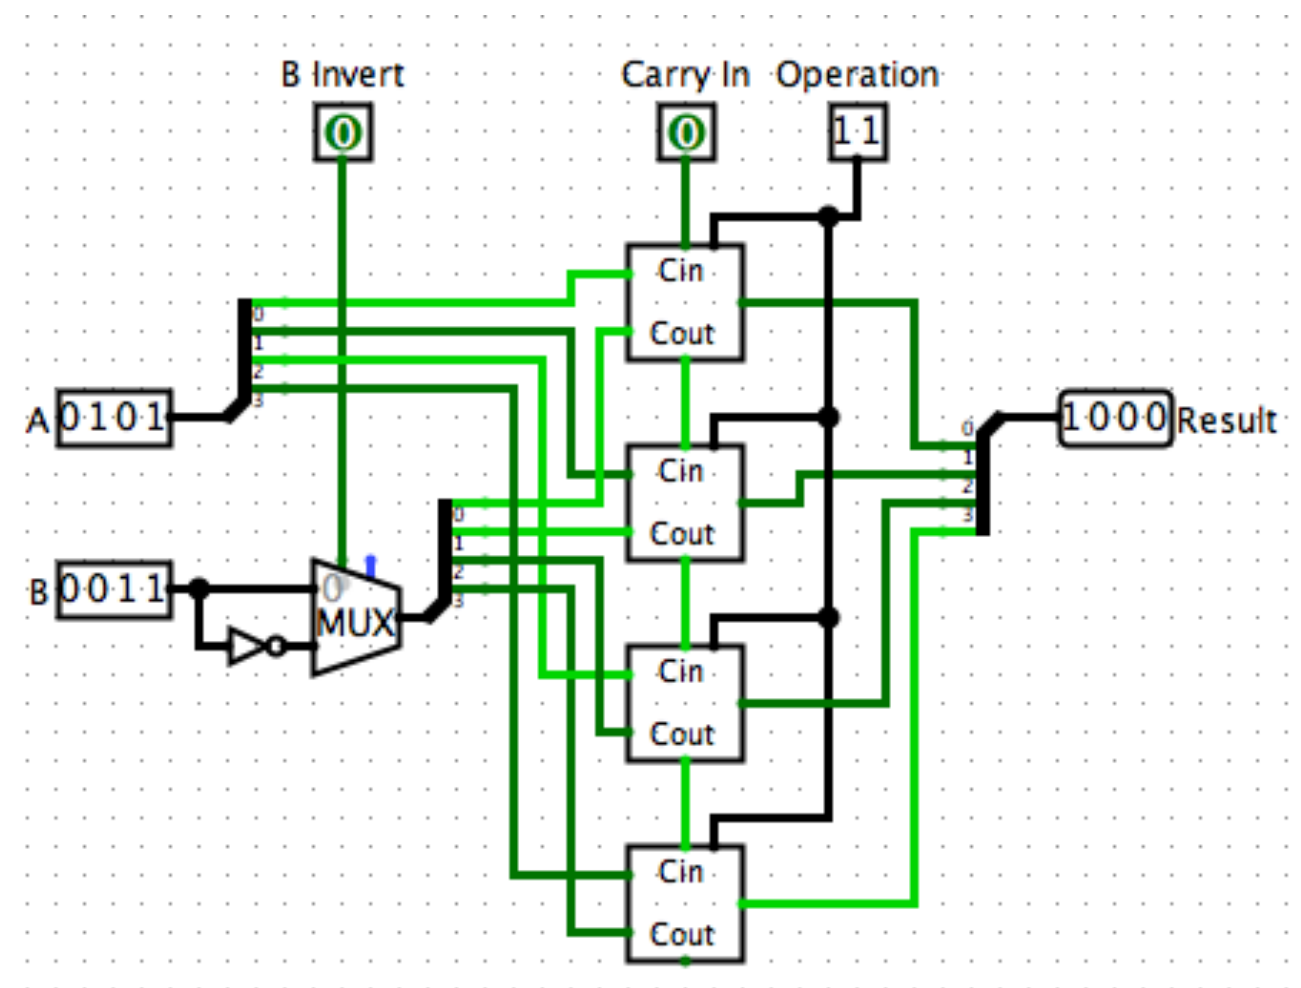 B Invert
Carry In
Operation
0
0
11
Cin
Cout
0
1
2
3
A
0101
Cin
Cout
0
1
2
3
1000
Result
0
1
2
3
B
0011
0
MUX
Cin
Cout
Cin
Cout